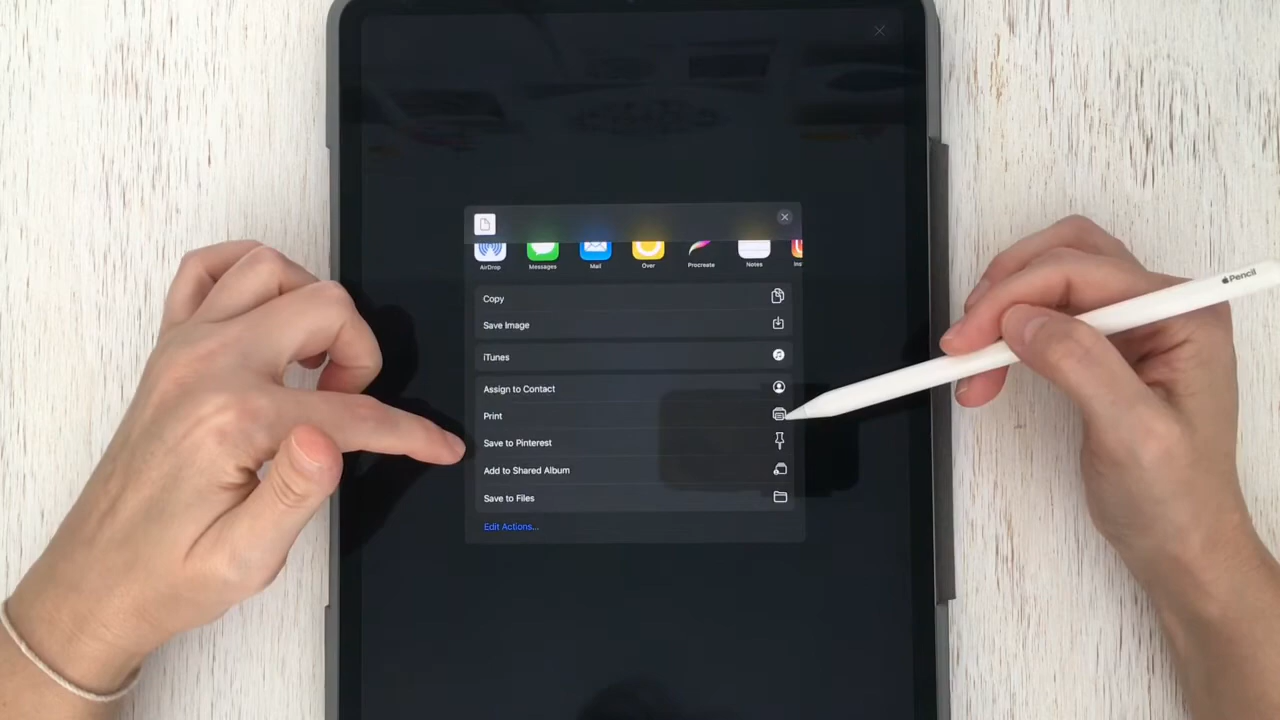 AirDrop
Messages
Mail
Over
Procreate
Notes
Ins
Copy
Save Image
iTunes
Assign to Contact
Print
Save to Pinterest
Add to Shared Album
Save to Files
Edit Actions...
Pencil